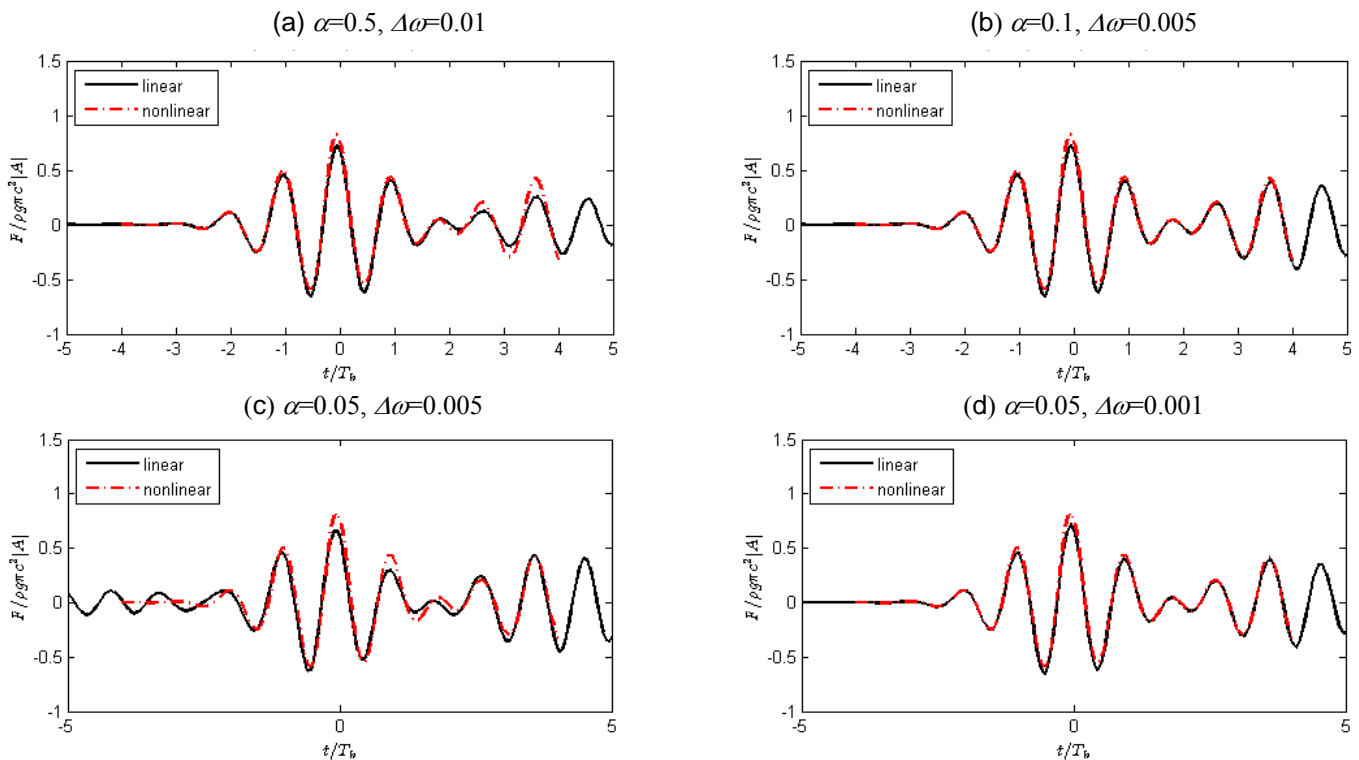 (a) α=0.5, Δω=0.01
1.5
1
0.5
0
-0.5
-1
F/ρgπc²|A|
linear
nonlinear
-5 -4 -3 -2 -1 0 1 2 3 4 5
t/T_h
(b) α=0.1, Δω=0.005
1.5
1
0.5
0
-0.5
-1
F/ρgπc²|A|
linear
nonlinear
-5 -4 -3 -2 -1 0 1 2 3 4 5
t/T_h
(c) α=0.05, Δω=0.005
1.5
1
0.5
0
-0.5
-1
F/ρgπc²|A|
linear
nonlinear
-5 0 5
t/T_h
(d) α=0.05, Δω=0.001
1.5
1
0.5
0
-0.5
-1
F/ρgπc²|A|
linear
nonlinear
-5 0 5
t/T_h